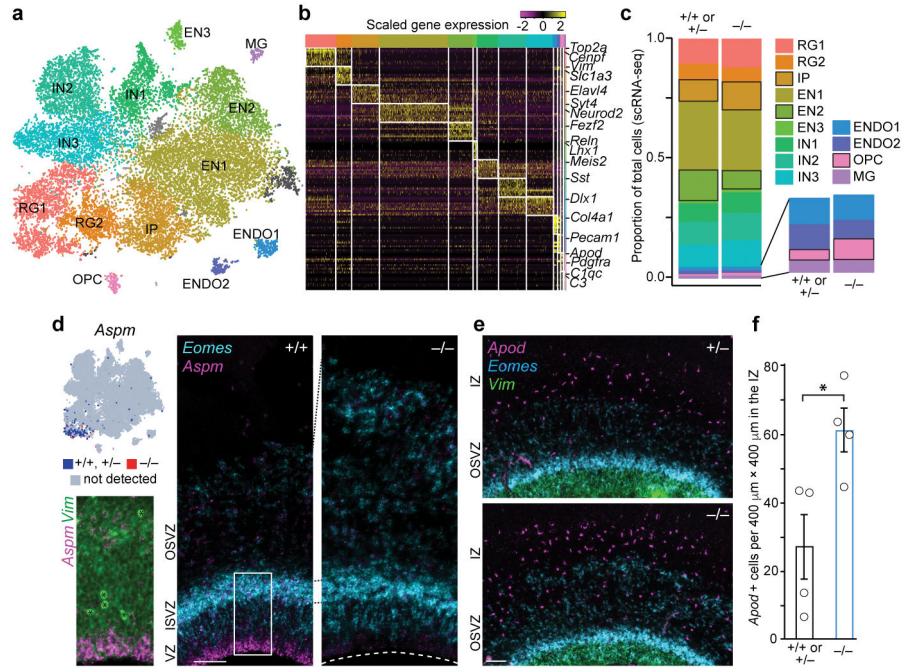 a
EN3
MG
IN2
IN1
EN2
IN3
EN1
RG1
RG2
IP
ENDO1
OPC
ENDO2
b
Scaled gene expression
-2 0 2
Top2a
Cenpf
Vim
Slc1a3
Elavl4
Syt4
Neurod2
Fezf2
Reln
Lhx1
Meis2
Sst
Dlx1
Col4a1
Pecam1
Apod
Pdgfra
C1qc
C3
c
+/+ or
+/–
–/–
Proportion of total cells (scRNA-seq)
1.0
0.5
0.0
RG1
RG2
IP
EN1
EN2
EN3
IN1
IN2
IN3
ENDO1
ENDO2
OPC
MG
+/+ or
+/–
–/–
d
Aspm
+/+, +/–
–/–
not detected
Aspm Vim
Eomes
Aspm
+/+
–/–
OSVZ
ISVZ
VZ
e
Apod
Eomes
Vim
+/–
IZ
OSVZ
–/–
IZ
OSVZ
f
Apod + cells per 400 μm × 400 μm in the IZ
80
60
40
20
0
*
+/+ or
+/–
–/–